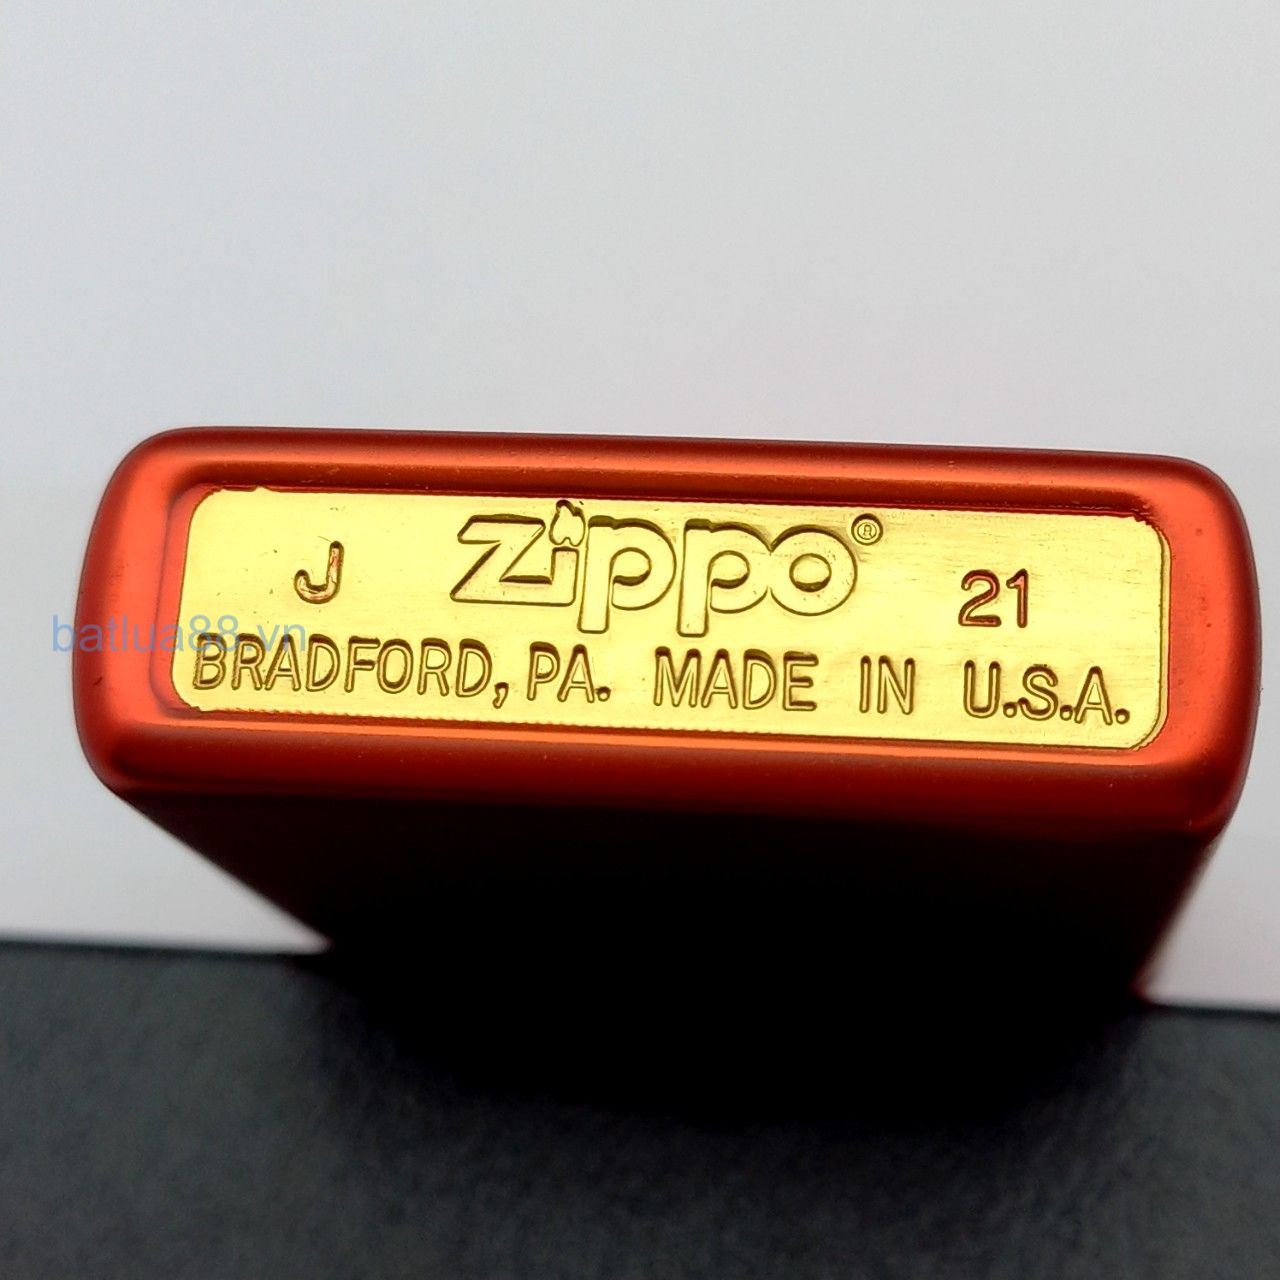 J zippo® 21
BRADFORD, PA. MADE IN U.S.A.
batlua88.vn